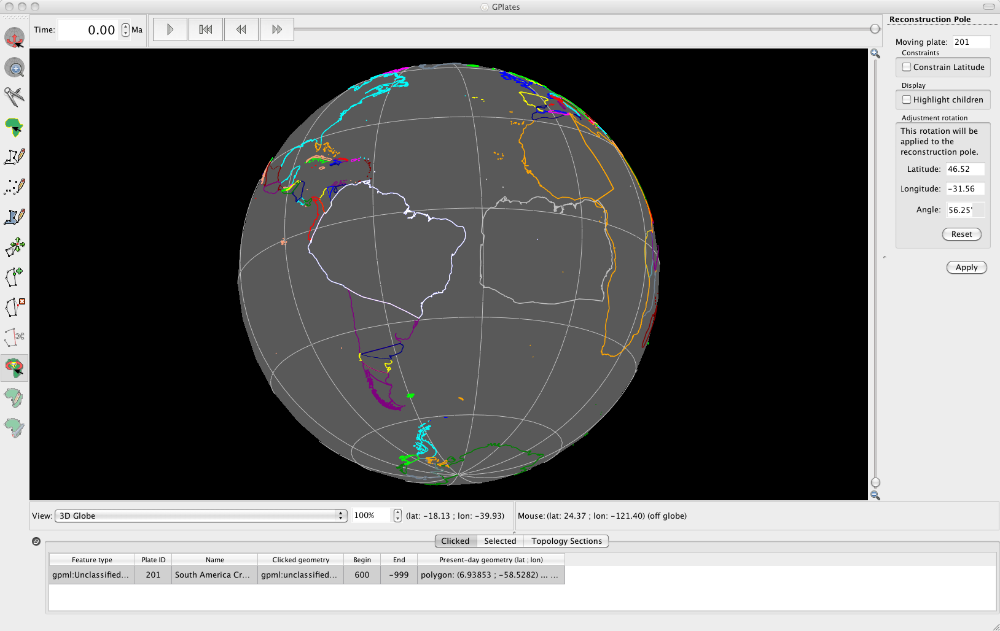 GPlates
Time: 0.00 Ma
Reconstruction Pole
Moving plate: 201
Constraints
Constrain Latitude
Display
Highlight children
Adjustment rotation
This rotation will be
applied to the
reconstruction pole.
Latitude: 46.52
Longitude: -31.56
Angle: 56.25°
Reset
Apply
View: 3D Globe 100% (lat: -18.13 ; lon: -39.93) Mouse: (lat: 24.37 ; lon: -121.40) (off globe)
Clicked Selected Topology Sections
Feature type Plate ID Name Clicked geometry Begin End Present-day geometry (lat ; lon)
gpml:Unclassified... 201 South America Cr... gpml:unclassified... 600 -999 polygon: (6.93853 ; -58.5282) ... ...